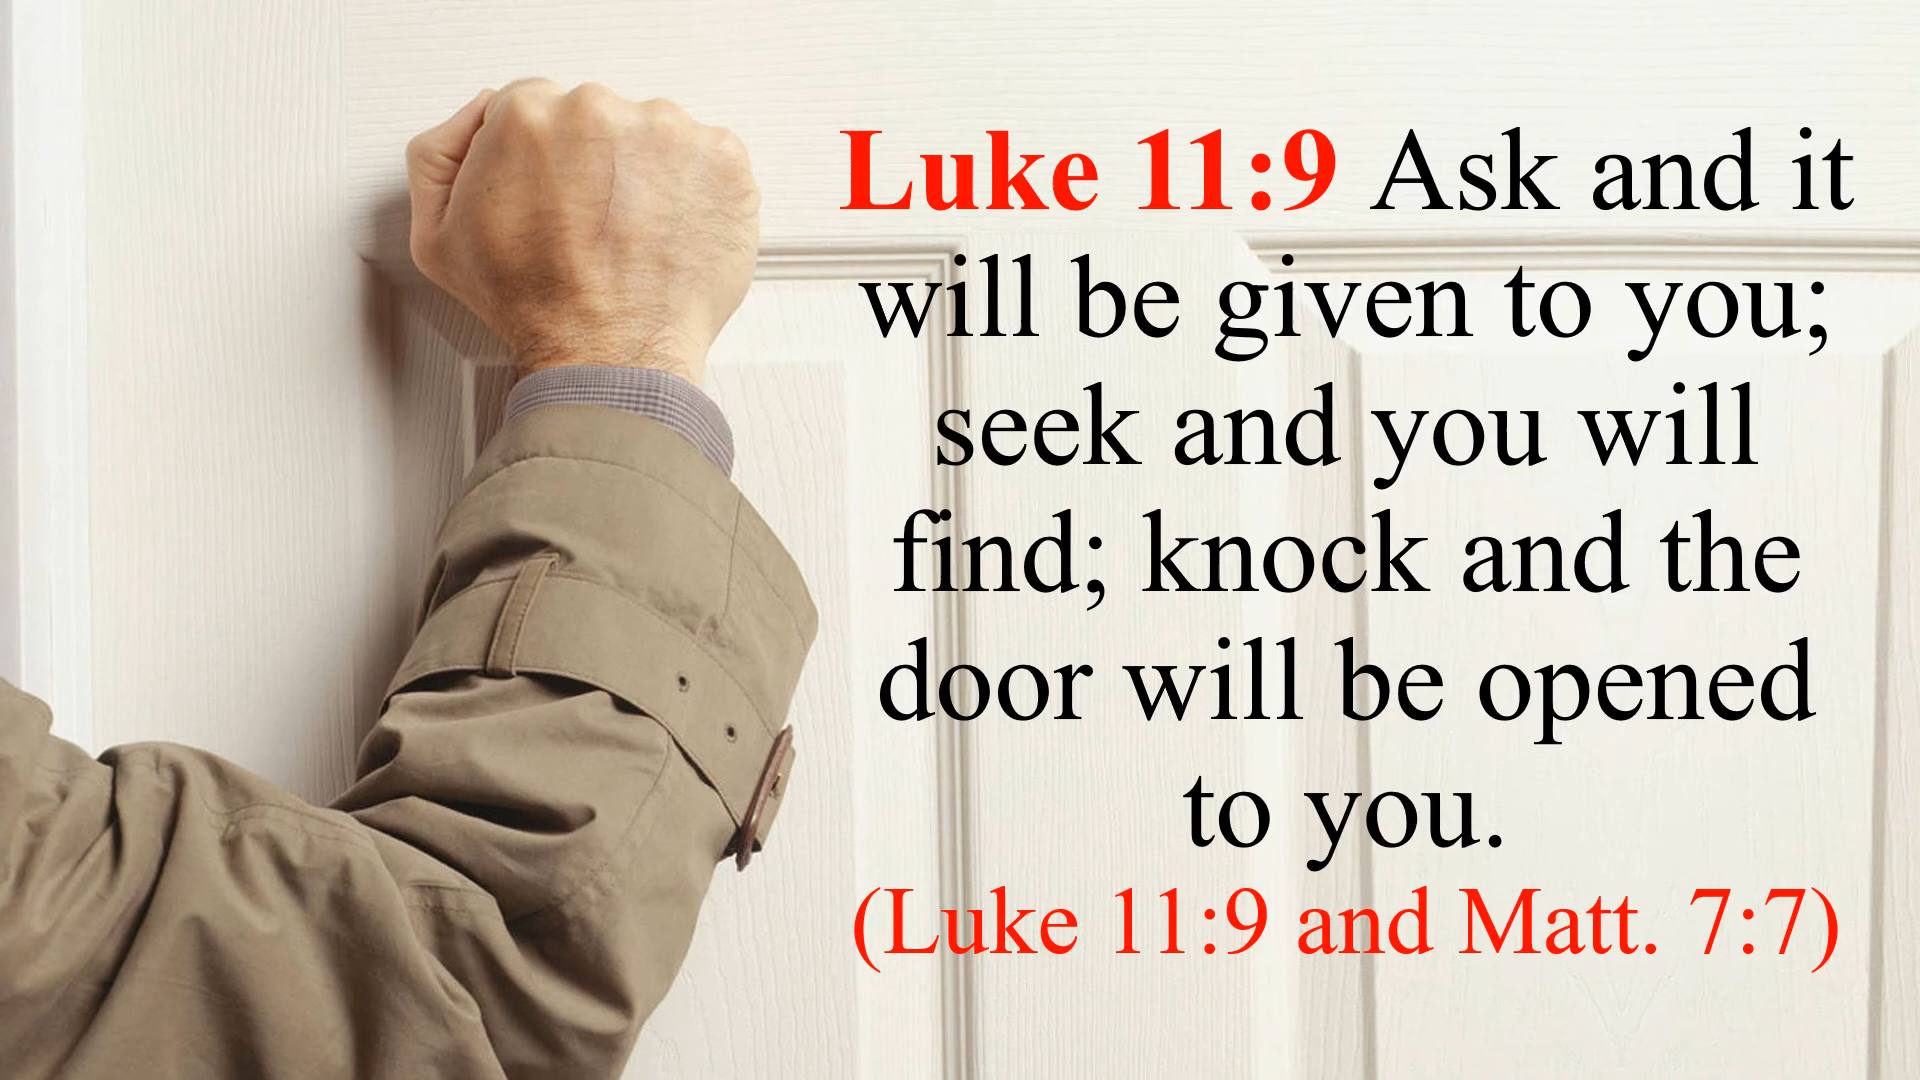 Luke 11:9 Ask and it
will be given to you;
seek and you will
find; knock and the
door will be opened
to you.
(Luke 11:9 and Matt. 7:7)